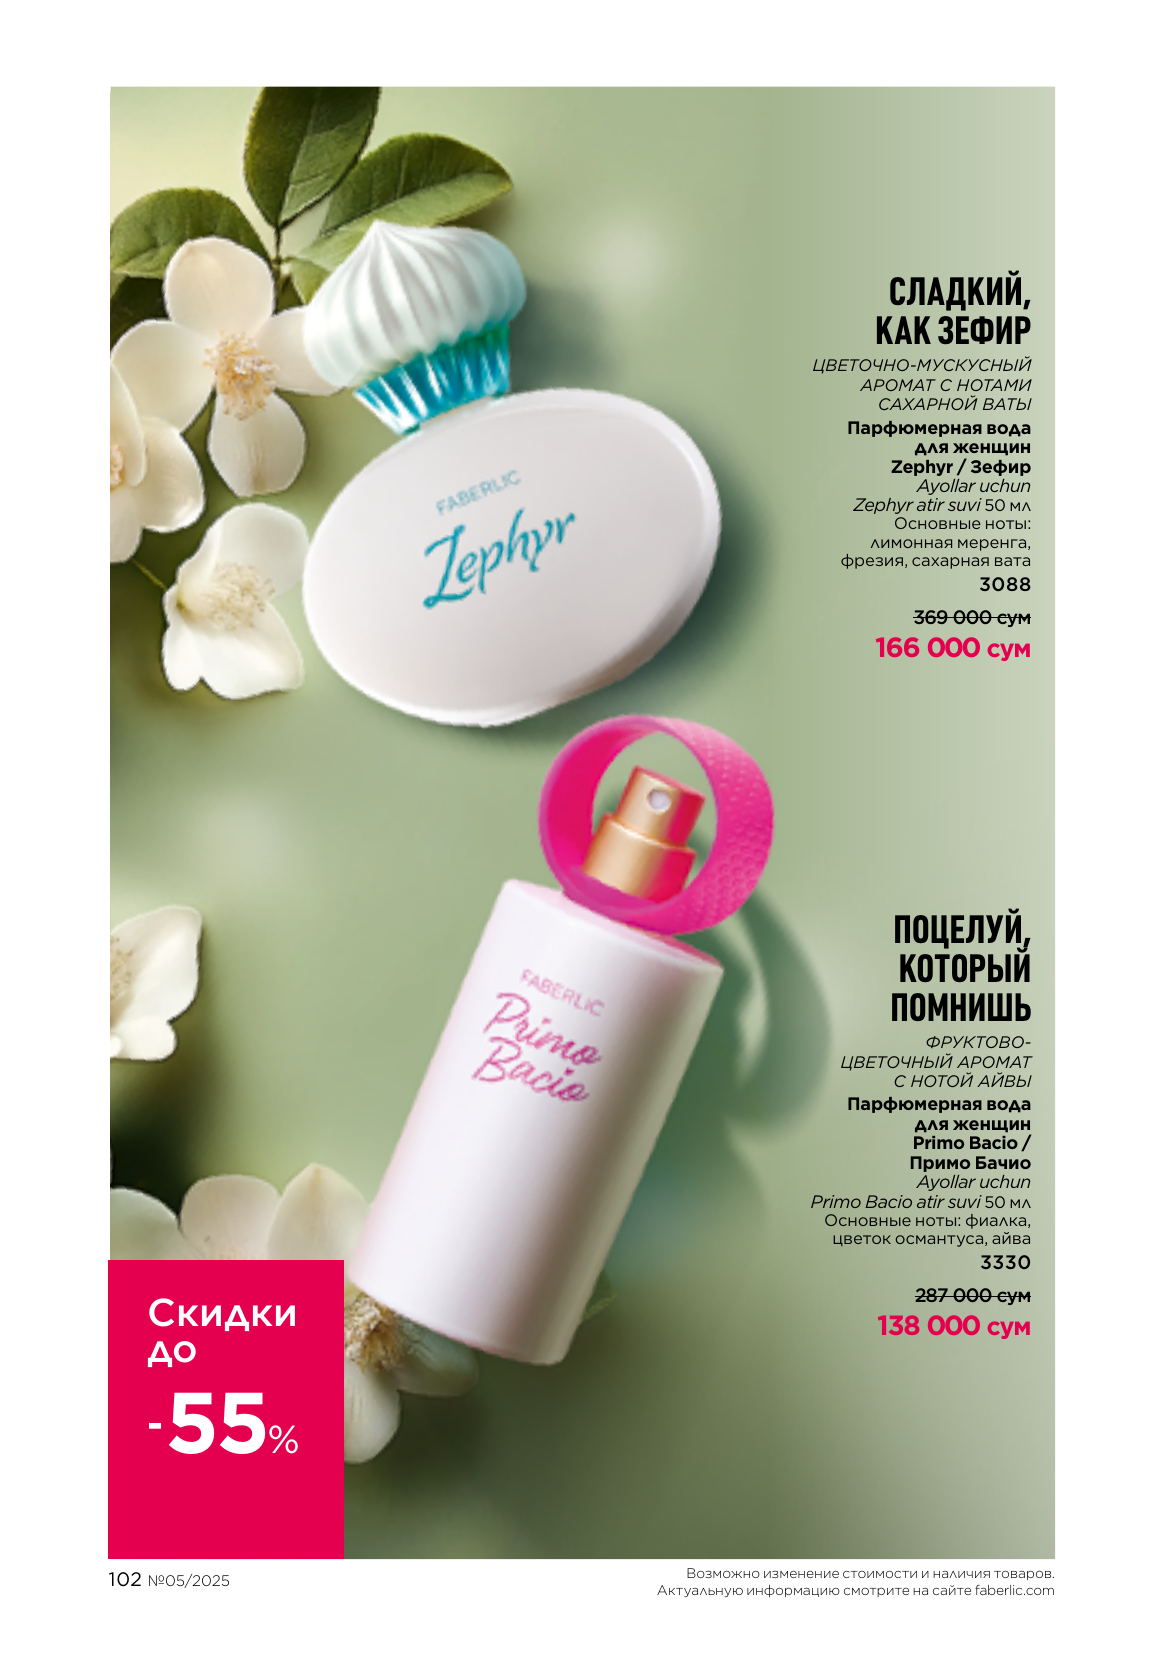 СЛАДКИЙ,
КАК ЗЕФИР
ЦВЕТОЧНО-МУСКУСНЫЙ
АРОМАТ С НОТАМИ
САХАРНОЙ ВАТЫ
Парфюмерная вода
для женщин
Zephyr / Зефир
Ayollar uchun
Zephyr atir suvi 50 мл
Основные ноты:
лимонная меренга,
фрезия, сахарная вата
3088
369 000 сум
166 000 сум
FABERLIC
Zephyr
FABERLIC
Primo
Bacio
ПОЦЕЛУЙ,
КОТОРЫЙ
ПОМНИШЬ
ФРУКТОВО-
ЦВЕТОЧНЫЙ АРОМАТ
С НОТОЙ АЙВЫ
Парфюмерная вода
для женщин
Primo Bacio /
Примо Бачио
Ayollar uchun
Primo Bacio atir suvi 50 мл
Основные ноты: фиалка,
цветок османтуса, айва
3330
287 000 сум
138 000 сум
Скидки
до
-55%
102 №05/2025
Возможно изменение стоимости и наличия товаров.
Актуальную информацию смотрите на сайте faberlic.com